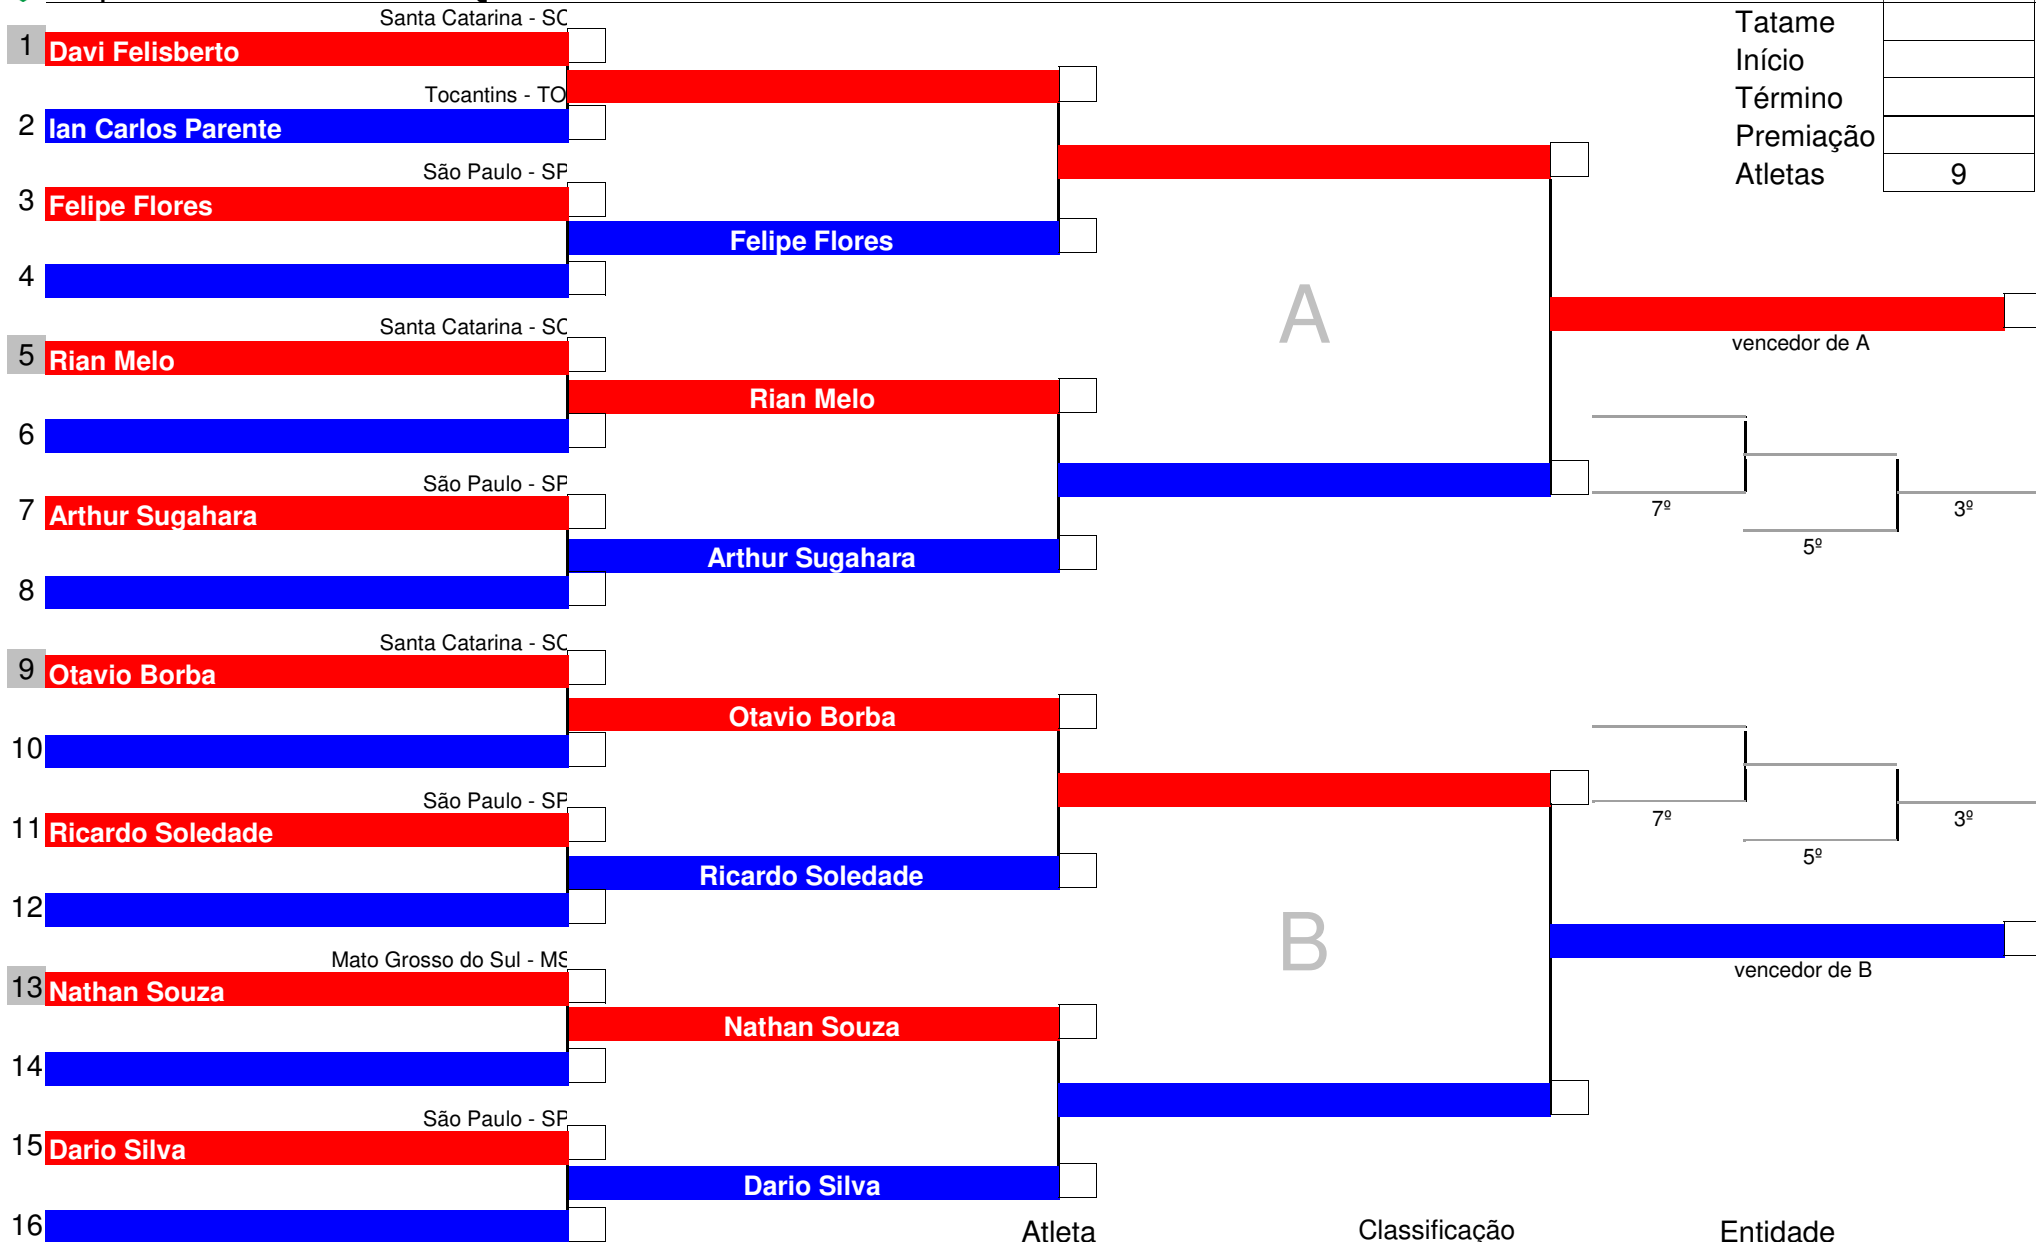 Santa Catarina - SC
1 Davi Felisberto
Tocantins - TO
2 Ian Carlos Parente
São Paulo - SP
3 Felipe Flores
Felipe Flores
4
Santa Catarina - SC
5 Rian Melo
Rian Melo
6
São Paulo - SP
7 Arthur Sugahara
Arthur Sugahara
8
Santa Catarina - SC
9 Otavio Borba
Otavio Borba
10
São Paulo - SP
11 Ricardo Soledade
Ricardo Soledade
12
Mato Grosso do Sul - MS
13 Nathan Souza
Nathan Souza
14
São Paulo - SP
15 Dario Silva
Dario Silva
16
A
B
Tatame
Início
Término
Premiação
Atletas 9
vencedor de A
7º
3º
5º
7º
3º
5º
vencedor de B
Atleta Classificação Entidade